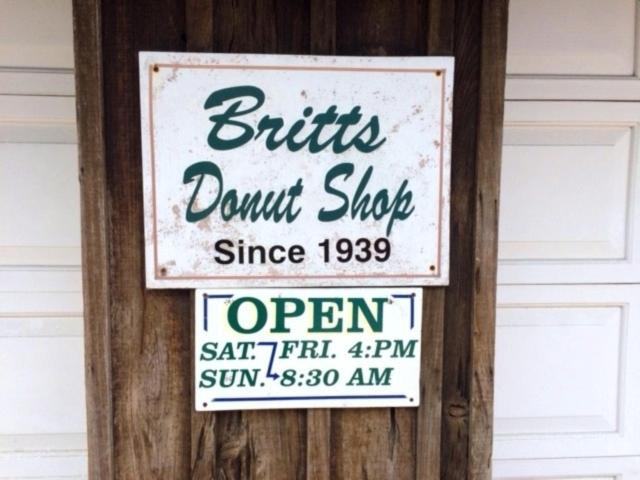 Britts
Donut Shop
Since 1939
OPEN
SAT. FRI. 4:PM
SUN. 8:30 AM